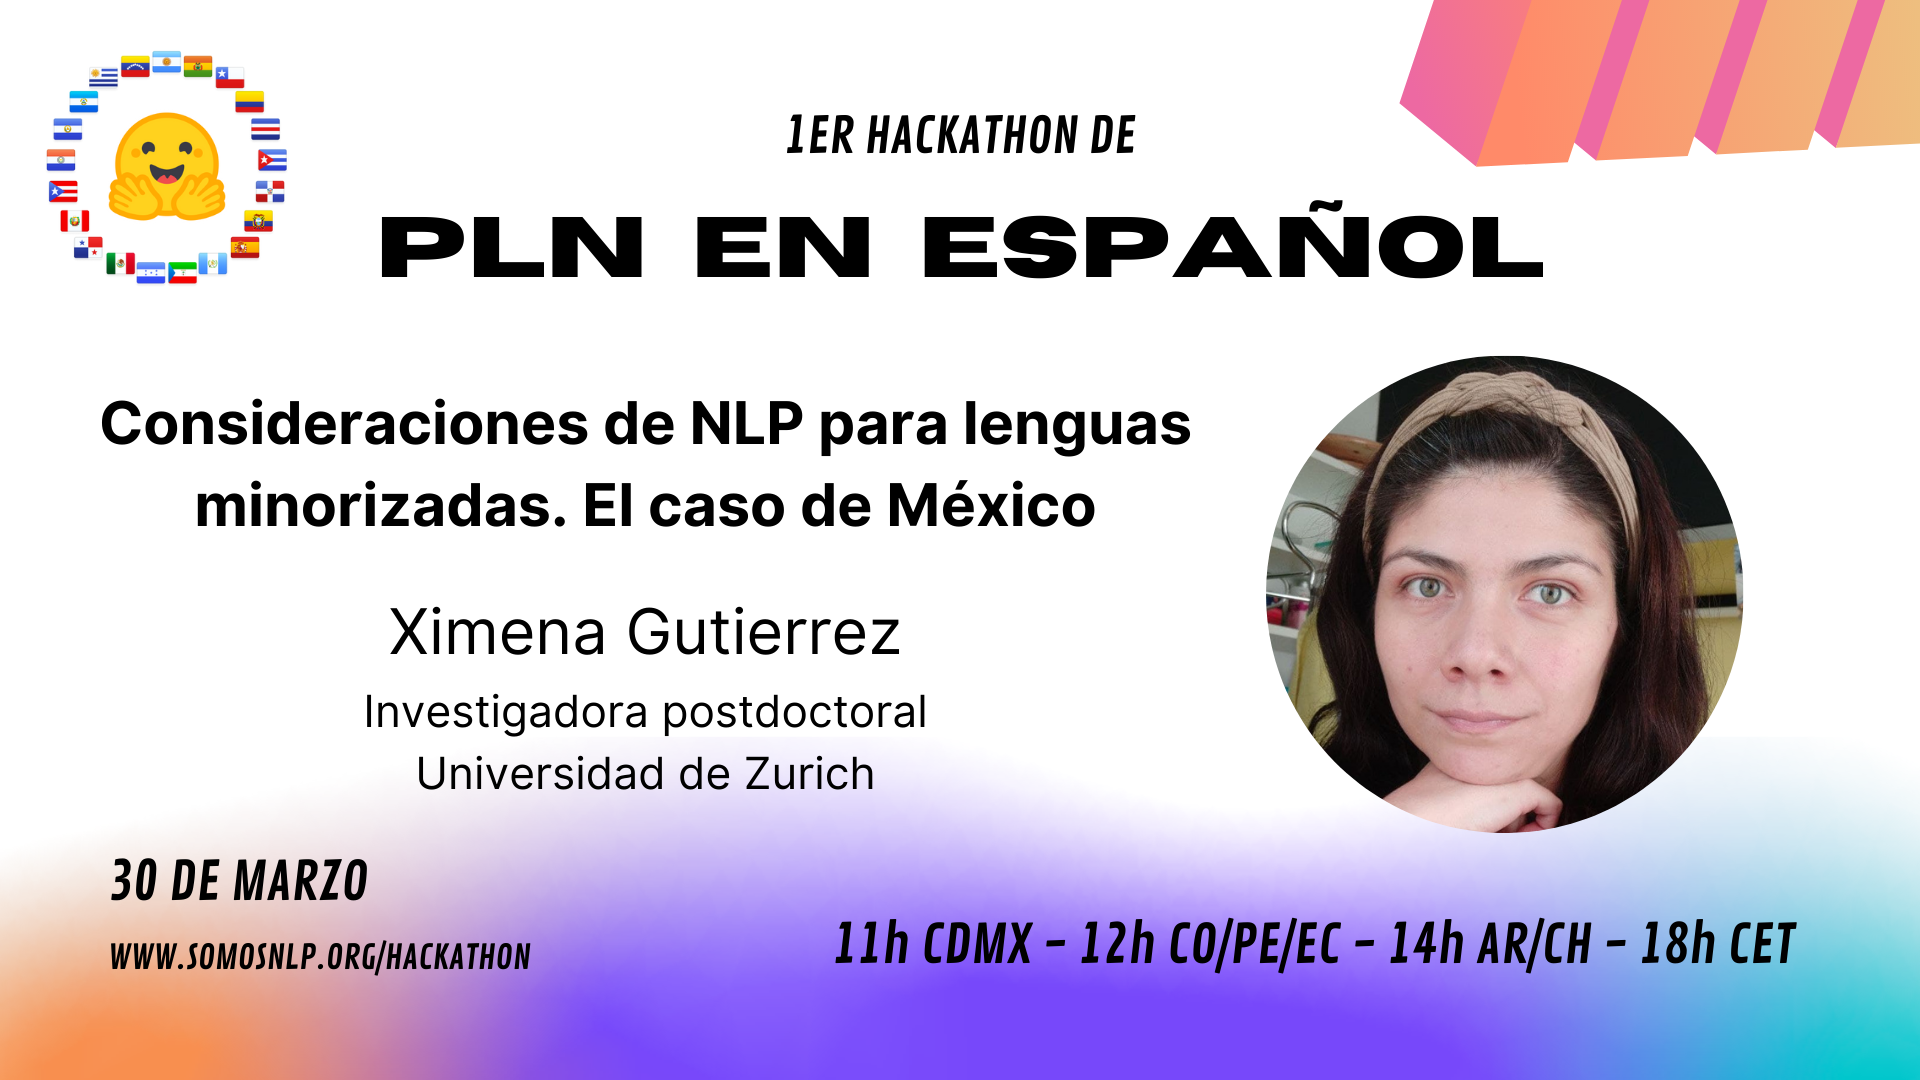 1ER HACKATHON DE
PLN EN ESPAÑOL
Consideraciones de NLP para lenguas
minorizadas. El caso de México
Ximena Gutierrez
Investigadora postdoctoral
Universidad de Zurich
30 DE MARZO
WWW.SOMOSNLP.ORG/HACKATHON
11h CDMX - 12h CO/PE/EC - 14h AR/CH - 18h CET